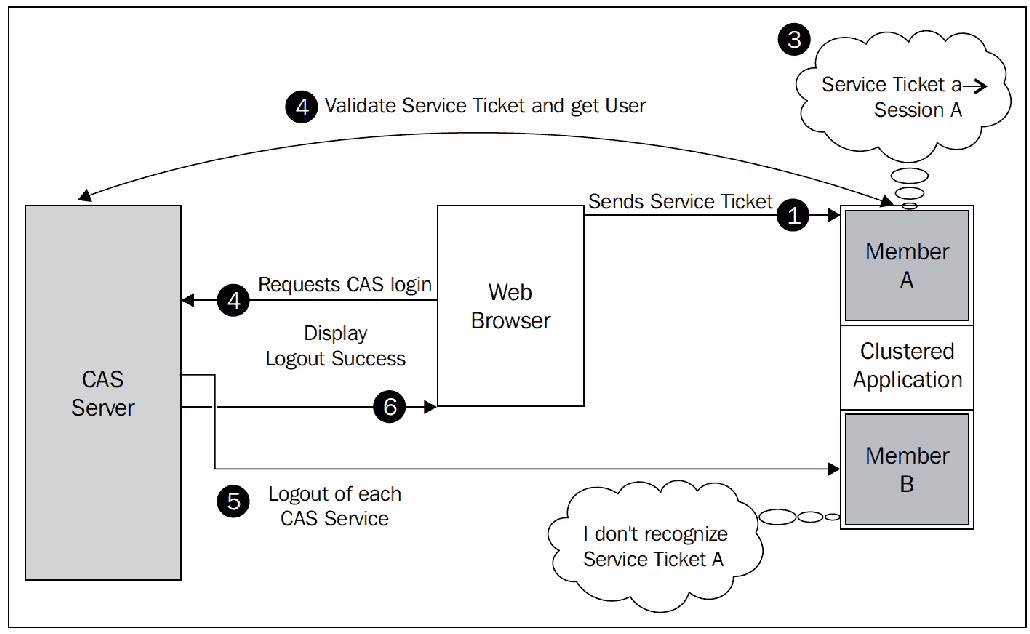 3
Service Ticket a→
Session A
4 Validate Service Ticket and get User
Sends Service Ticket 1
Member
A
Requests CAS login
4
Web
Browser
Display
Logout Success
Clustered
Application
CAS
Server
6
Member
B
5 Logout of each
CAS Service
I don't recognize
Service Ticket A